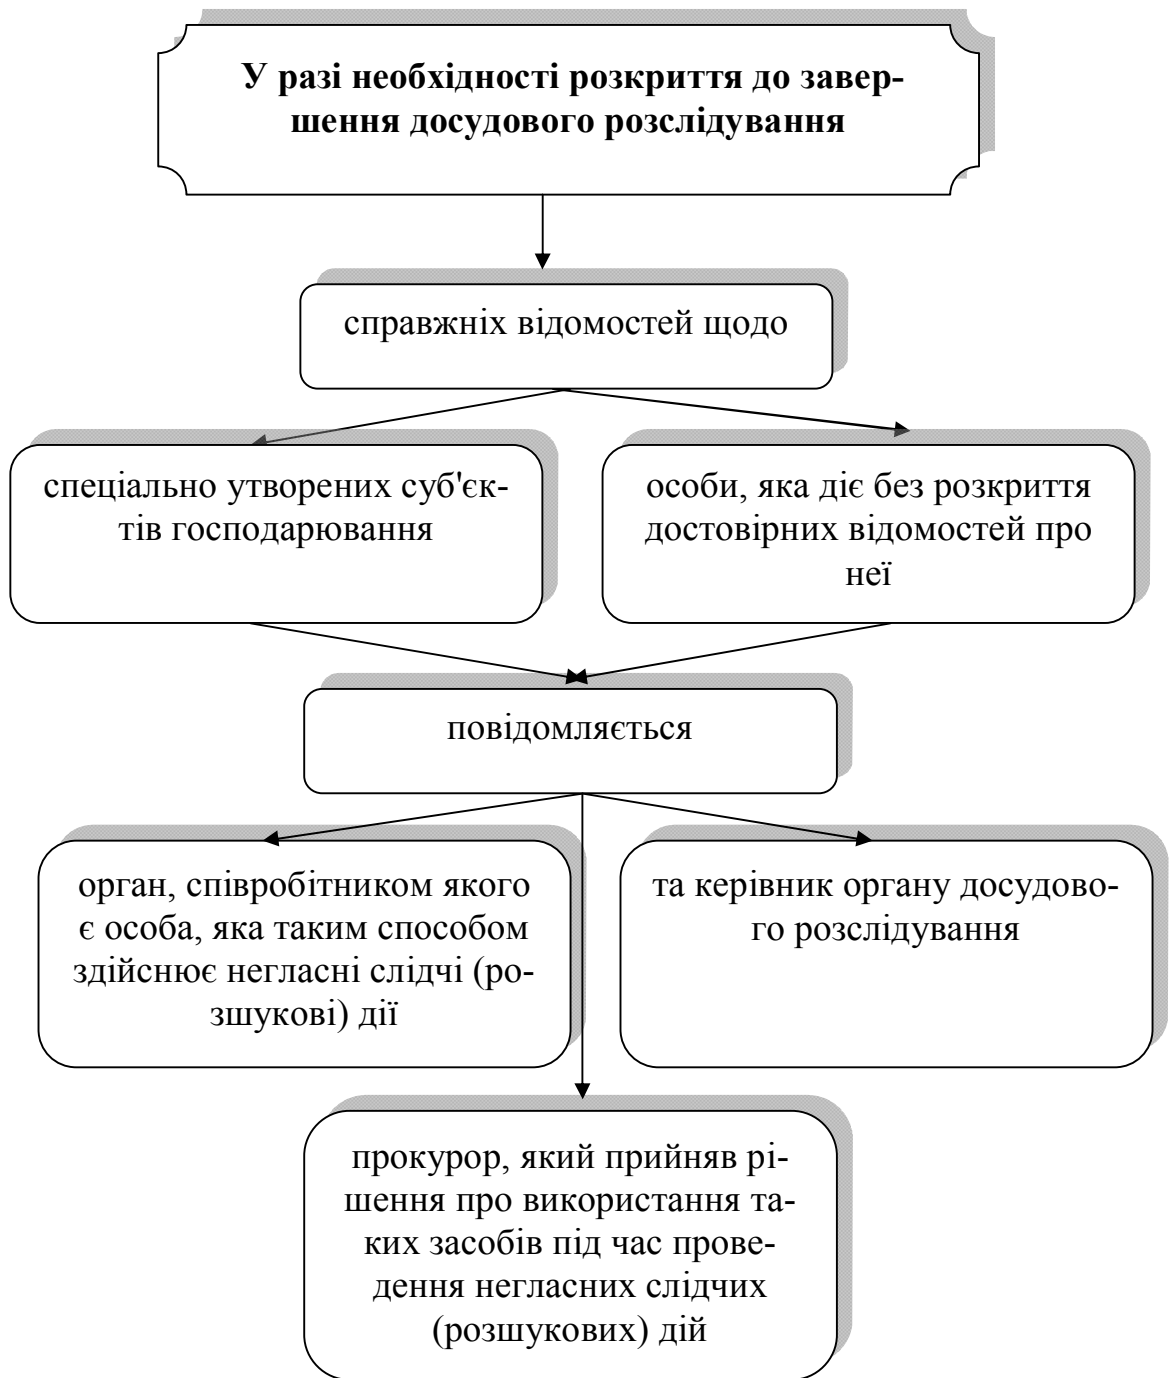 У разі необхідності розкриття до завер-
шення досудового розслідування
справжніх відомостей щодо
спеціально утворених суб'єк-
тів господарювання
особи, яка діє без розкриття
достовірних відомостей про
неї
повідомляється
орган, співробітником якого
є особа, яка таким способом
здійснює негласні слідчі (ро-
зшукові) дії
та керівник органу досудово-
го розслідування
прокурор, який прийняв рі-
шення про використання та-
ких засобів під час прове-
дення негласних слідчих
(розшукових) дій